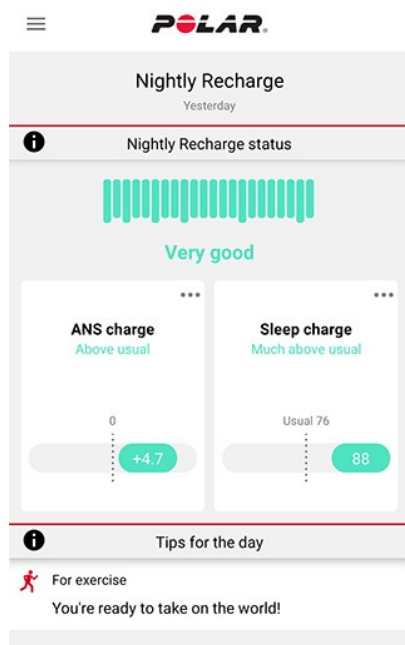 POLAR.
Nightly Recharge
Yesterday
Nightly Recharge status
Very good
ANS charge
Above usual
0
+4.7
Sleep charge
Much above usual
Usual 76
88
Tips for the day
For exercise
You're ready to take on the world!